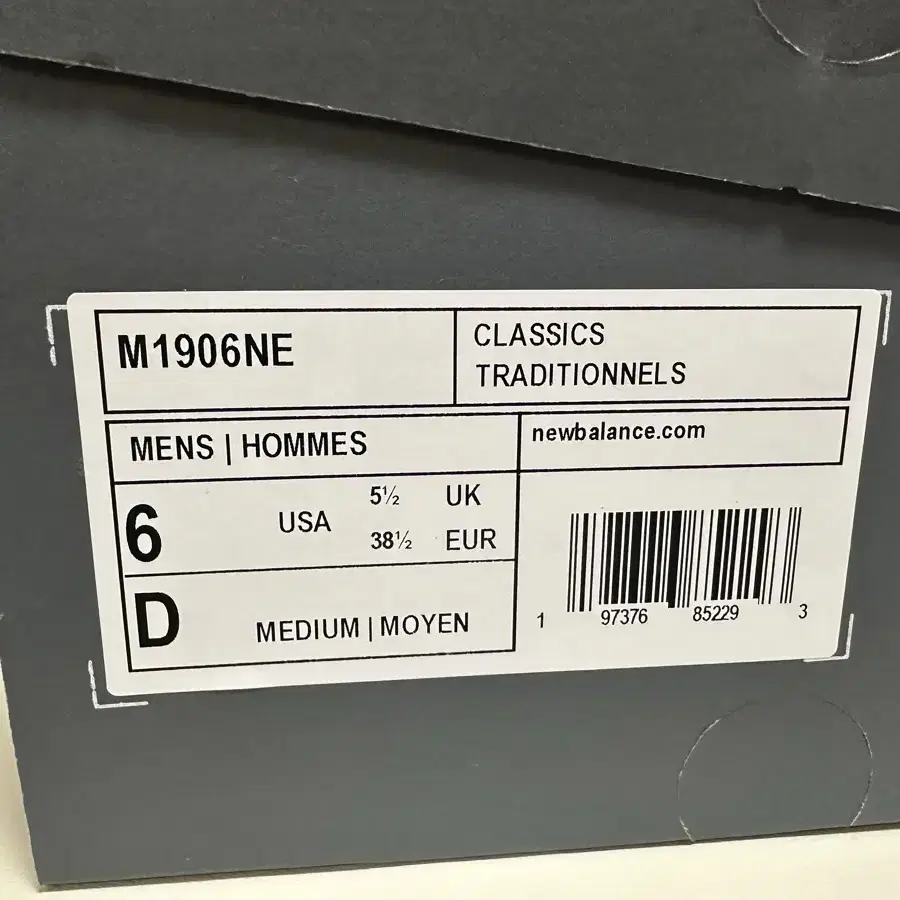 M1906NE
CLASSICS
TRADITIONNELS
MENS | HOMMES
newbalance.com
6 USA 5½ UK
38½ EUR
D MEDIUM | MOYEN
1 97376 85229 3